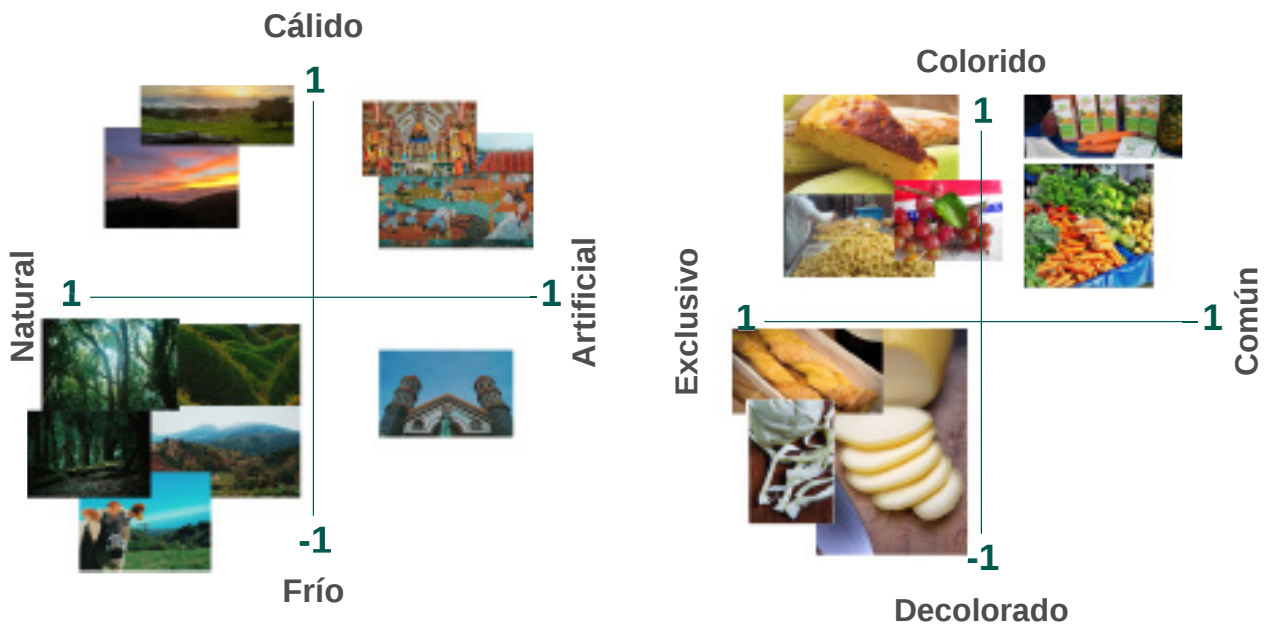 Cálido
1
Natural
1
1
Artificial
-1
Frío
Colorido
1
Exclusivo
1
1
Común
-1
Decolorado